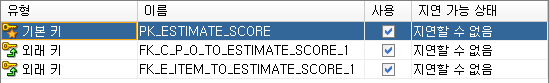 유형 이름 사용 지연 가능 상태
기본 키 PK_ESTIMATE_SCORE 지연할 수 없음
외래 키 FK_C_P_O_TO_ESTIMATE_SCORE_1 지연할 수 없음
외래 키 FK_E_ITEM_TO_ESTIMATE_SCORE_1 지연할 수 없음